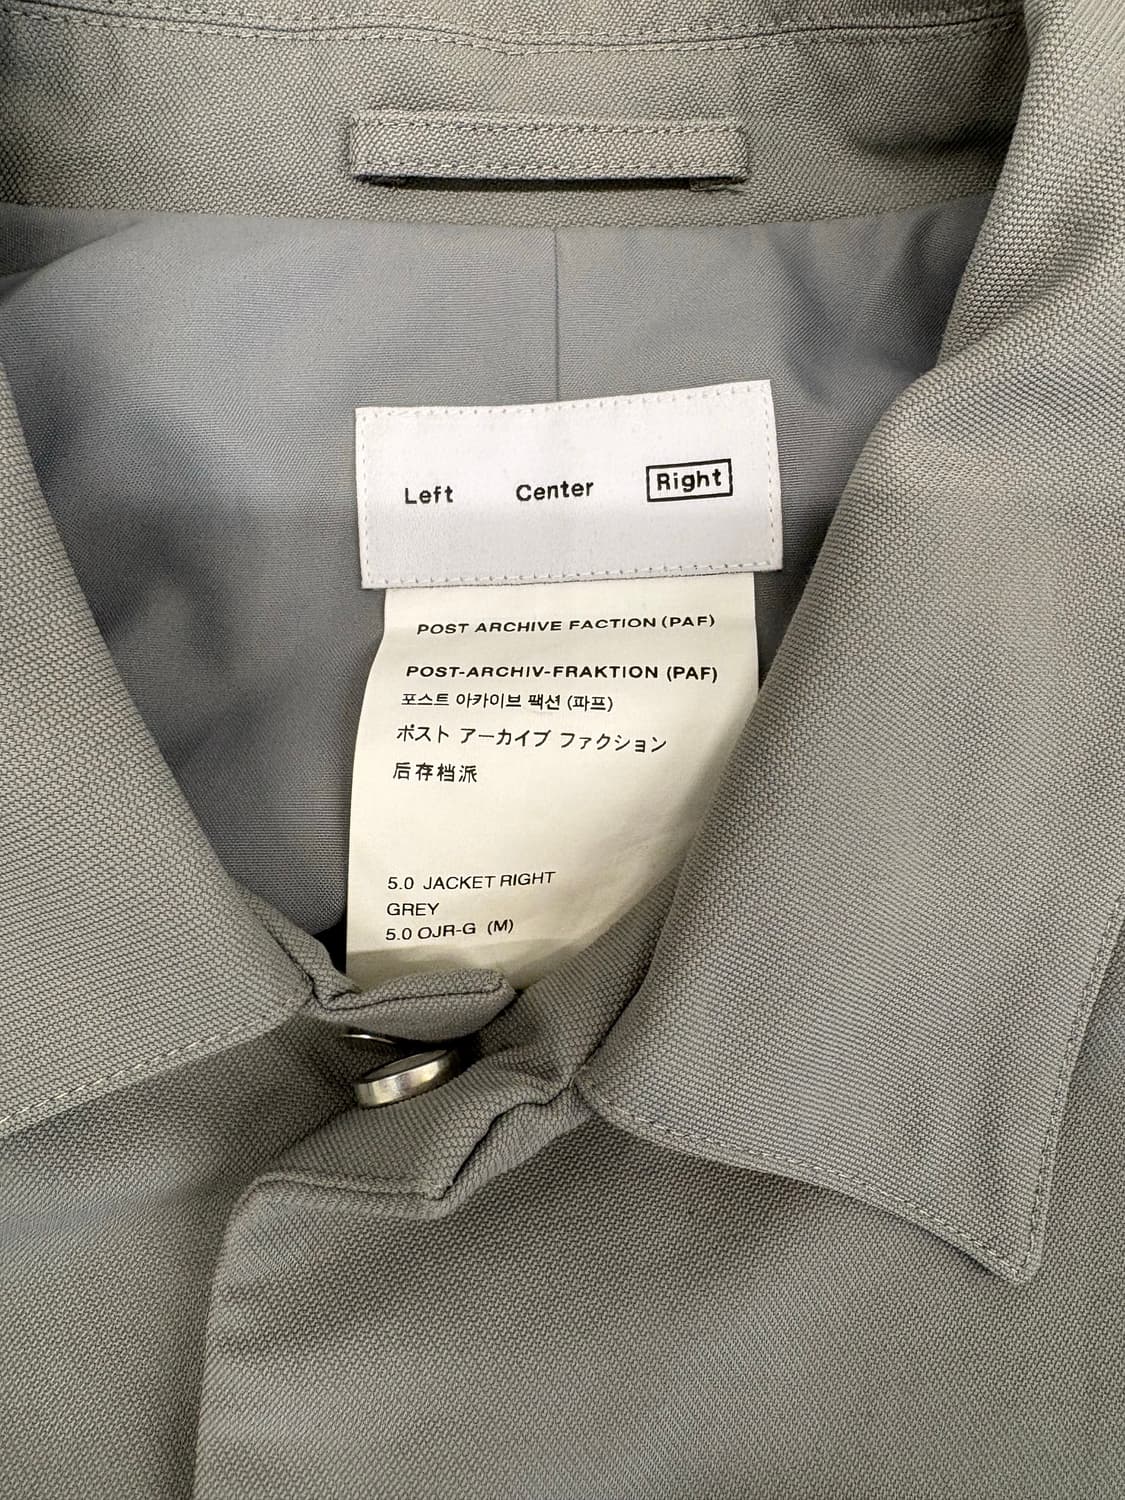 Left Center Right
POST ARCHIVE FACTION (PAF)
POST-ARCHIV-FRAKTION (PAF)
포스트 아카이브 팩션 (파프)
ポスト アーカイブ ファクション
后存档派
5.0 JACKET RIGHT
GREY
5.0 OJR-G (M)